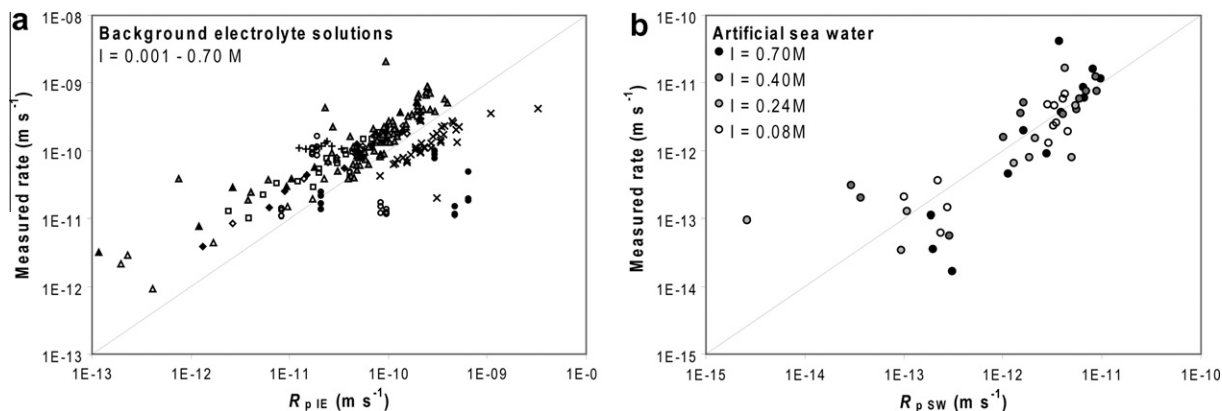 a
Background electrolyte solutions
I = 0.001 - 0.70 M
Measured rate (m s⁻¹)
1E-08
1E-09
1E-10
1E-11
1E-12
1E-13
1E-13
1E-12
1E-11
1E-10
1E-09
1E-0
R p IE (m s⁻¹)
b
Artificial sea water
I = 0.70M
I = 0.40M
I = 0.24M
I = 0.08M
Measured rate (m s⁻¹)
1E-10
1E-11
1E-12
1E-13
1E-14
1E-15
1E-15
1E-14
1E-13
1E-12
1E-11
1E-10
R p SW (m s⁻¹)